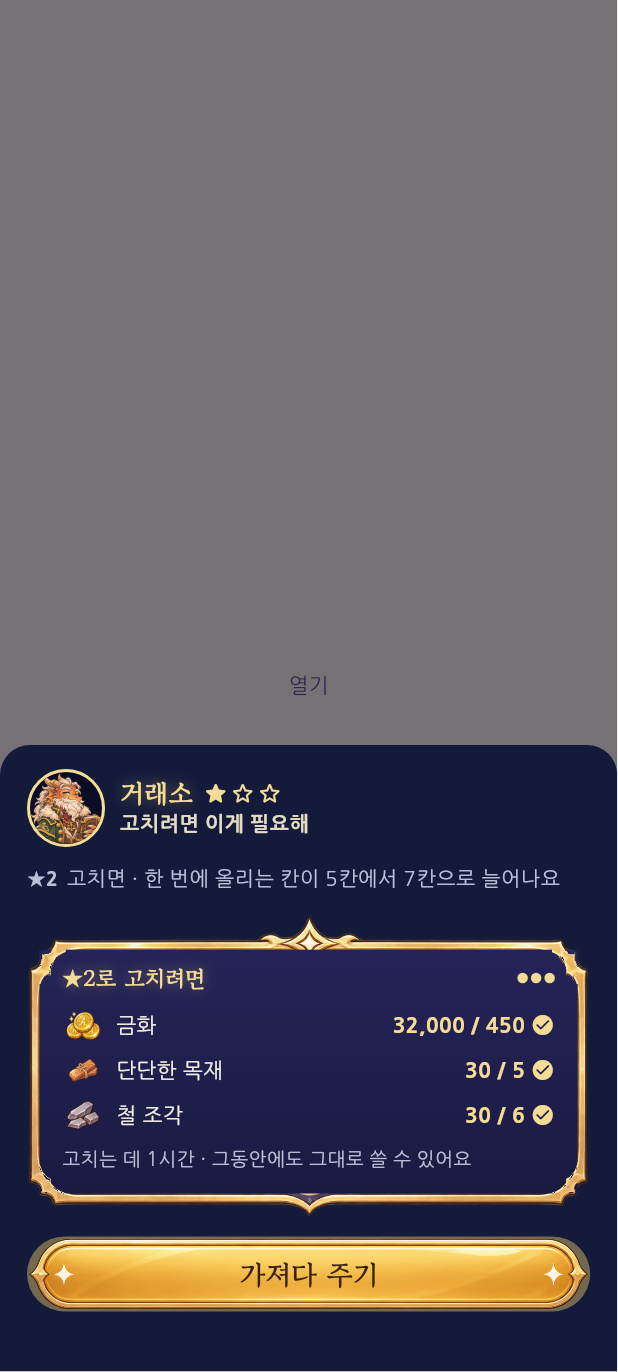 열기
거래소 ★☆☆
고치려면 이게 필요해
★2 고치면 · 한 번에 올리는 칸이 5칸에서 7칸으로 늘어나요
★2로 고치려면
금화 32,000 / 450
단단한 목재 30 / 5
철 조각 30 / 6
고치는 데 1시간 · 그동안에도 그대로 쓸 수 있어요
가져다 주기